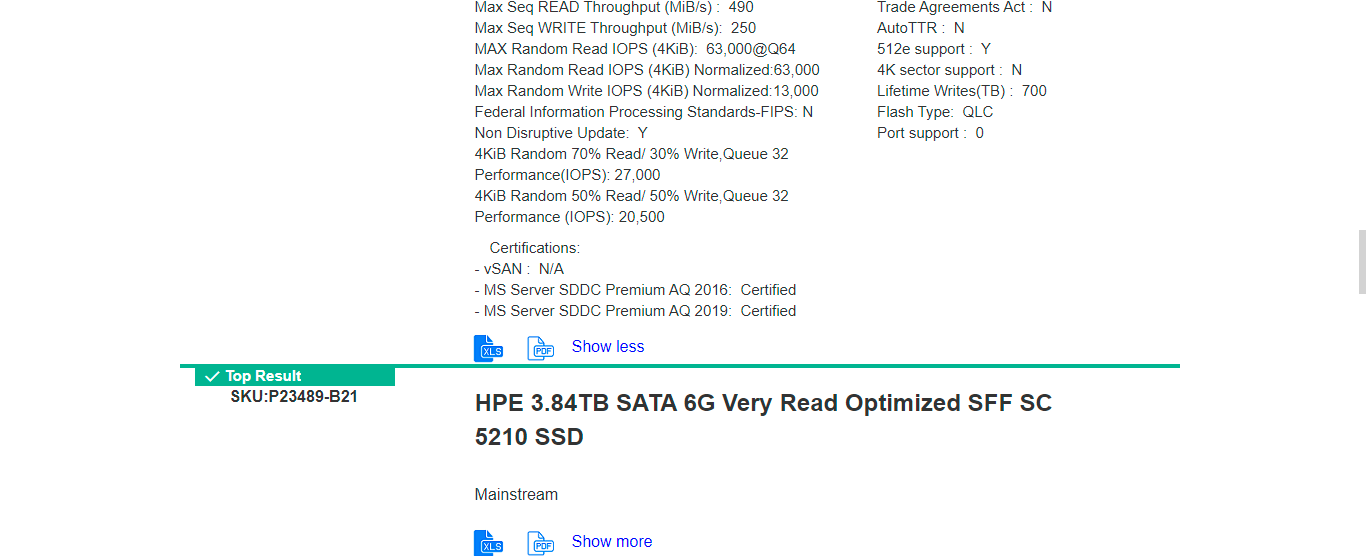 Max Seq READ Throughput (MiB/s) : 490
Max Seq WRITE Throughput (MiB/s): 250
MAX Random Read IOPS (4KiB): 63,000@Q64
Max Random Read IOPS (4KiB) Normalized:63,000
Max Random Write IOPS (4KiB) Normalized:13,000
Federal Information Processing Standards-FIPS: N
Non Disruptive Update: Y
4KiB Random 70% Read/ 30% Write,Queue 32
Performance(IOPS): 27,000
4KiB Random 50% Read/ 50% Write,Queue 32
Performance (IOPS): 20,500
Trade Agreements Act : N
AutoTTR : N
512e support : Y
4K sector support : N
Lifetime Writes(TB) : 700
Flash Type: QLC
Port support : 0
Certifications:
- vSAN : N/A
- MS Server SDDC Premium AQ 2016: Certified
- MS Server SDDC Premium AQ 2019: Certified
XLS PDF Show less
Top Result
SKU:P23489-B21
HPE 3.84TB SATA 6G Very Read Optimized SFF SC
5210 SSD
Mainstream
XLS PDF Show more